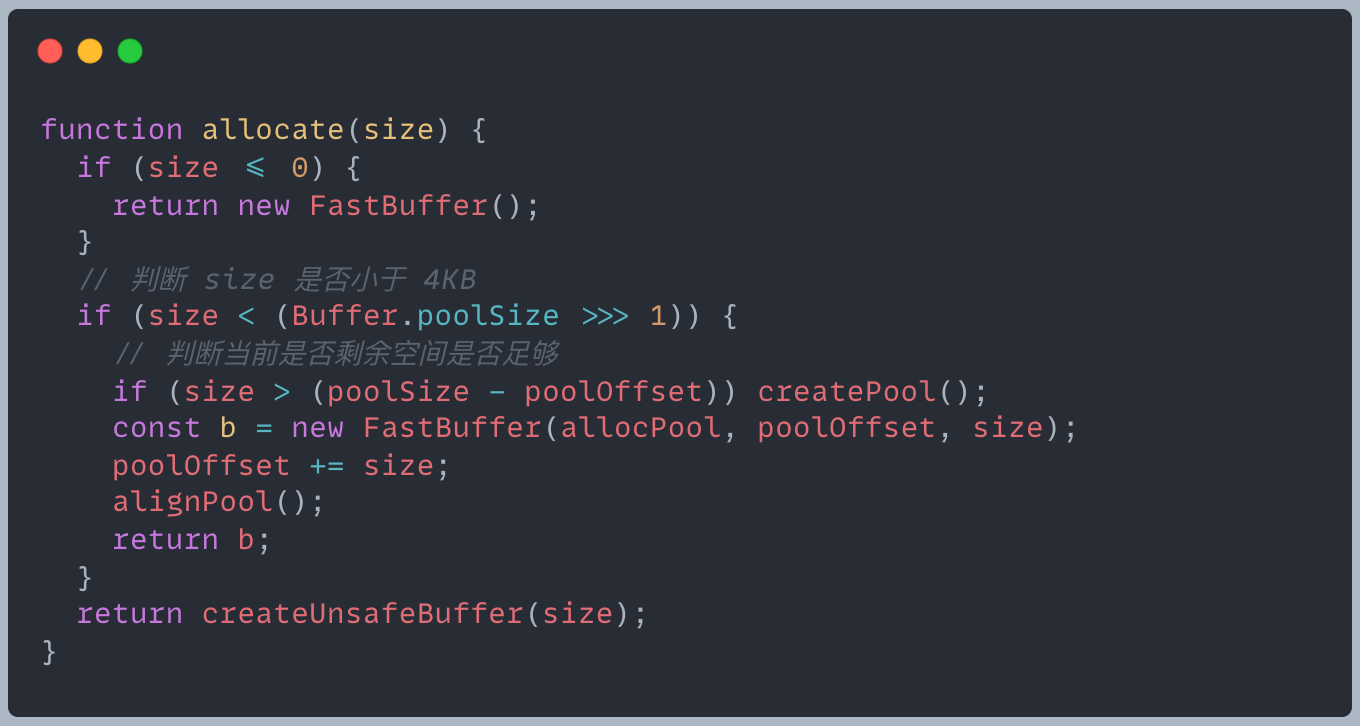 function allocate(size) {
  if (size <= 0) {
    return new FastBuffer();
  }
  // 判断 size 是否小于 4KB
  if (size < (Buffer.poolSize >>> 1)) {
    // 判断当前是否剩余空间是否足够
    if (size > (poolSize - poolOffset)) createPool();
    const b = new FastBuffer(allocPool, poolOffset, size);
    poolOffset += size;
    alignPool();
    return b;
  }
  return createUnsafeBuffer(size);
}